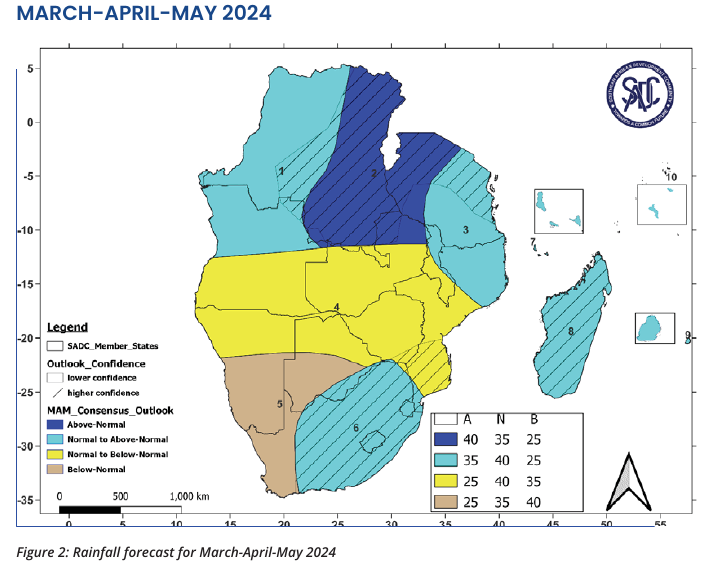 MARCH-APRIL-MAY 2024
5
0
-5
-10
-15
-20
-25
-30
-35
0
5
10
15
20
25
30
35
40
45
50
55
1
2
3
4
5
6
7
8
9
10
SADC
Legend
SADC_Member_States
Outlook_Confidence
lower confidence
higher confidence
MAM_Consensus_Outlook
Above-Normal
Normal to Above-Normal
Normal to Below-Normal
Below-Normal
0 500 1,000 km
A N B
40 35 25
35 40 25
25 40 35
25 35 40
Figure 2: Rainfall forecast for March-April-May 2024